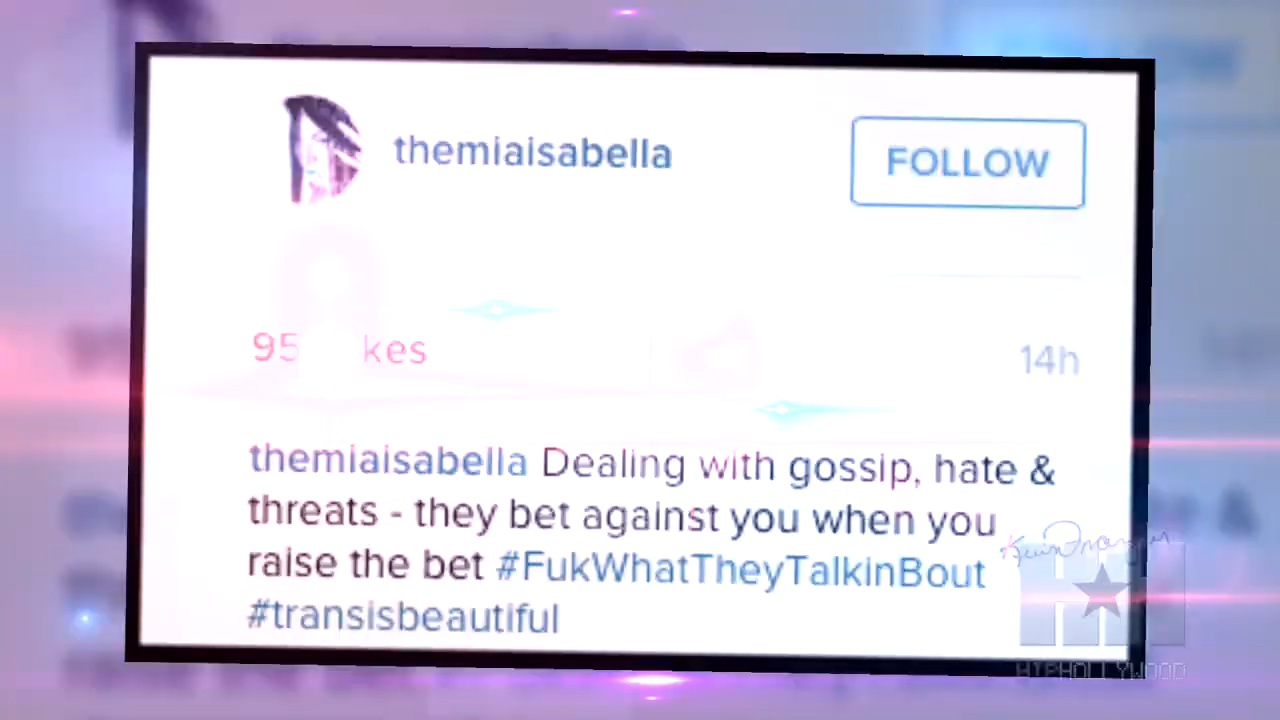 themiaisabella
FOLLOW
14h
themiaisabella Dealing with gossip, hate &
threats - they bet against you when you
raise the bet #FukWhatTheyTalkinBout
#transisbeautiful
HIPHOLLYWOOD